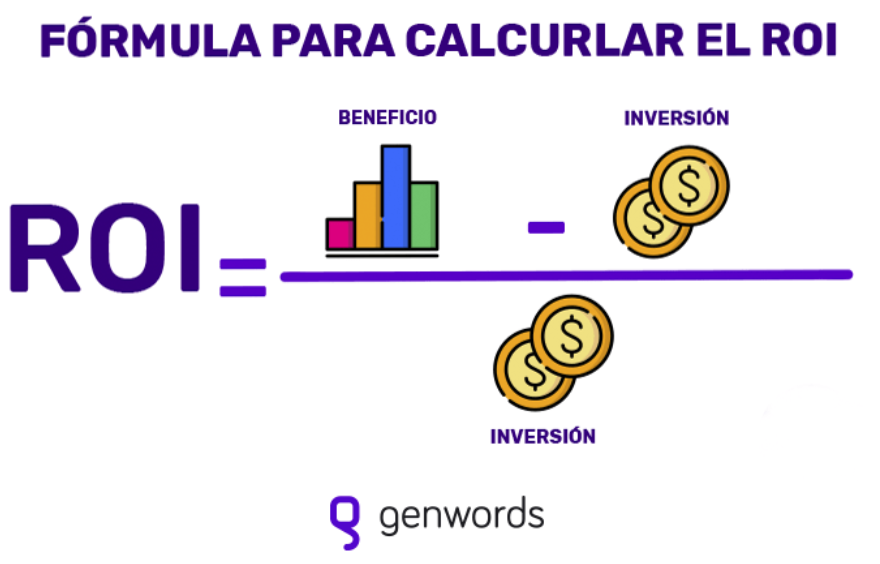 FÓRMULA PARA CALCURLAR EL ROI
BENEFICIO
INVERSIÓN
ROI = -
$ $
$ $
INVERSIÓN
genwords